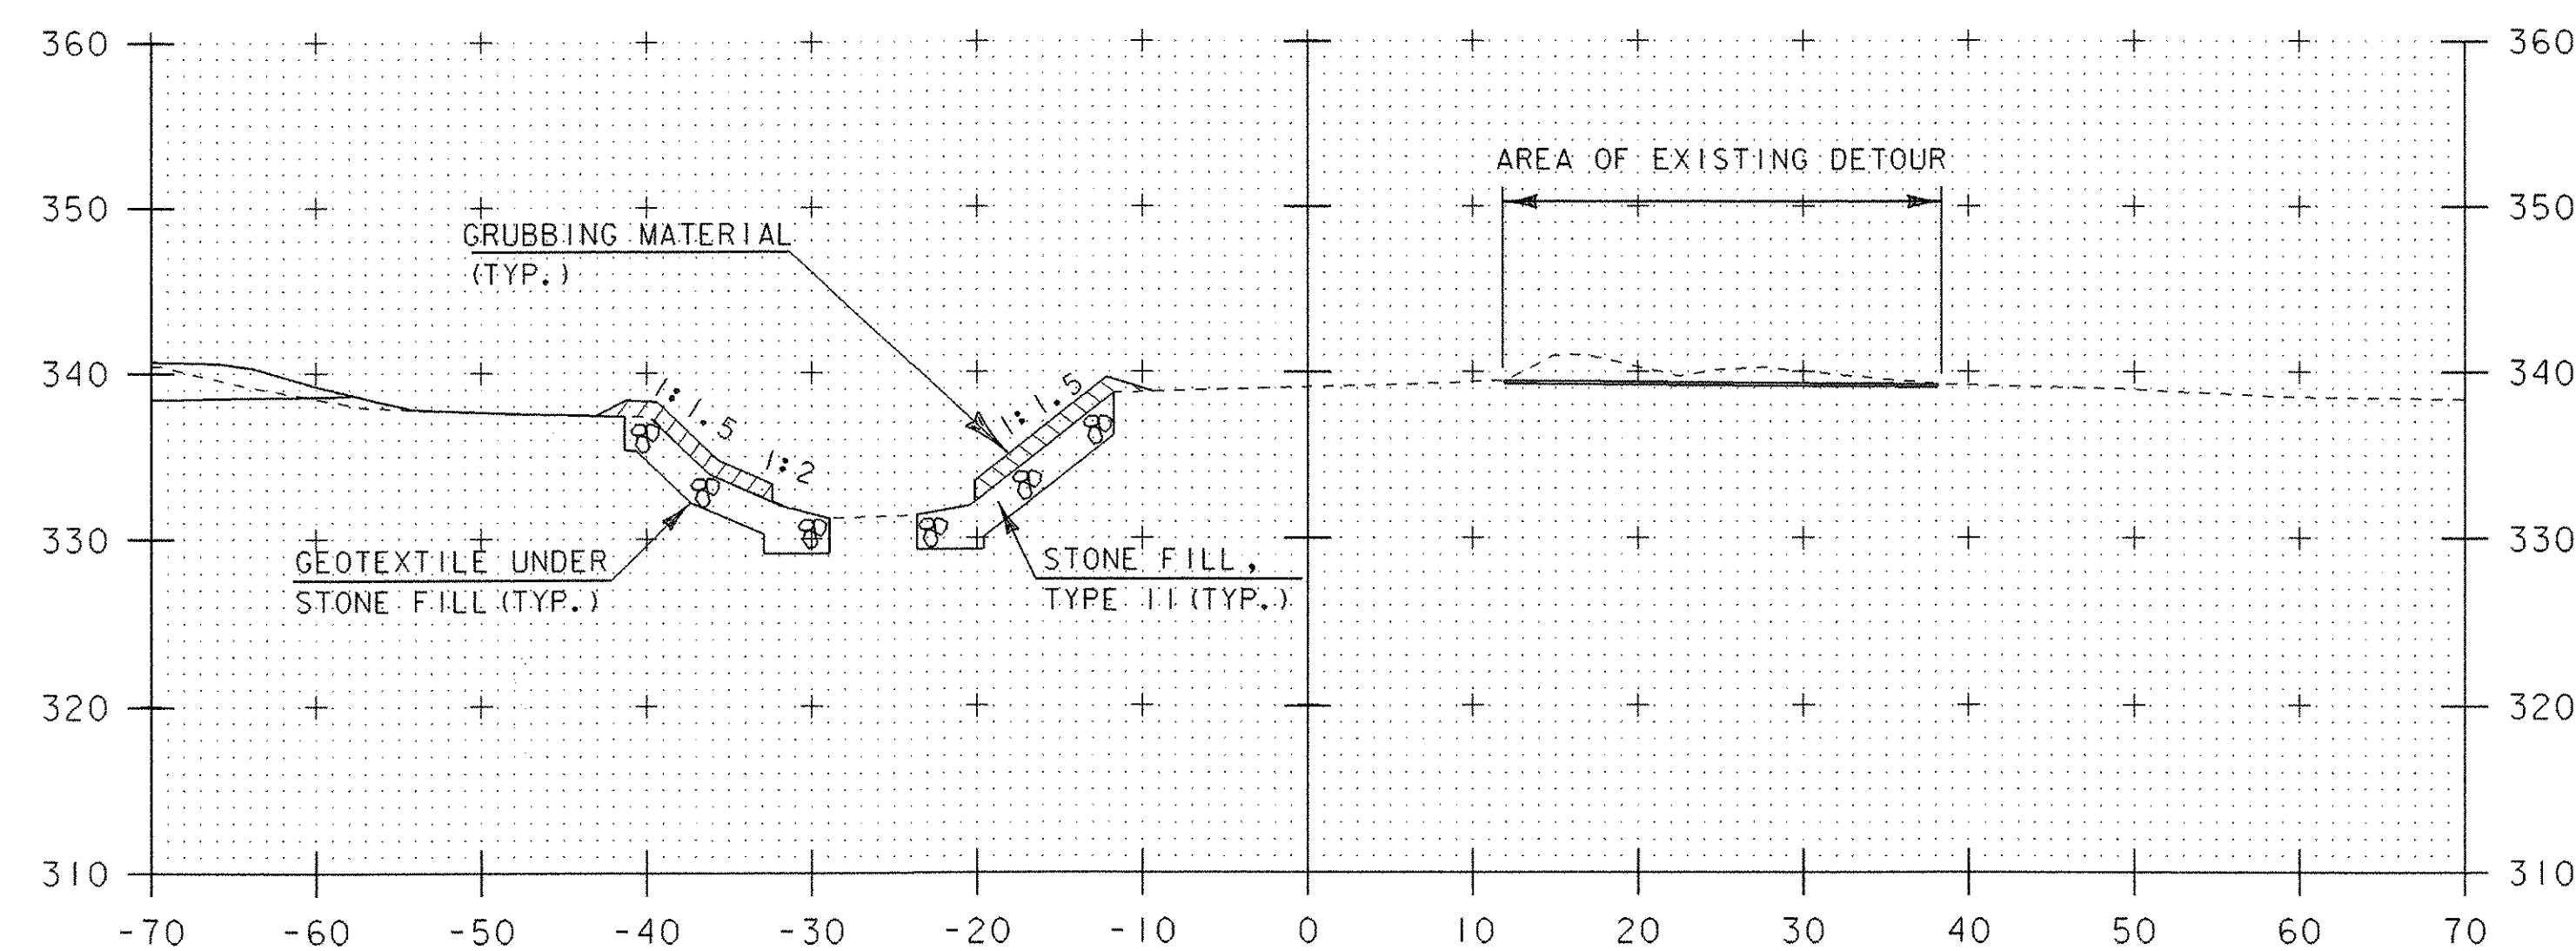 360
360
AREA OF EXISTING DETOUR
350
350
GRUBBING MATERIAL
(TYP.)
340
340
1:1.5
1:1.5
1:2
330
330
GEOTEXTILE UNDER
STONE FILL (TYP.)
STONE FILL,
TYPE II (TYP.)
320
320
310
310
-70 -60 -50 -40 -30 -20 -10 0 10 20 30 40 50 60 70